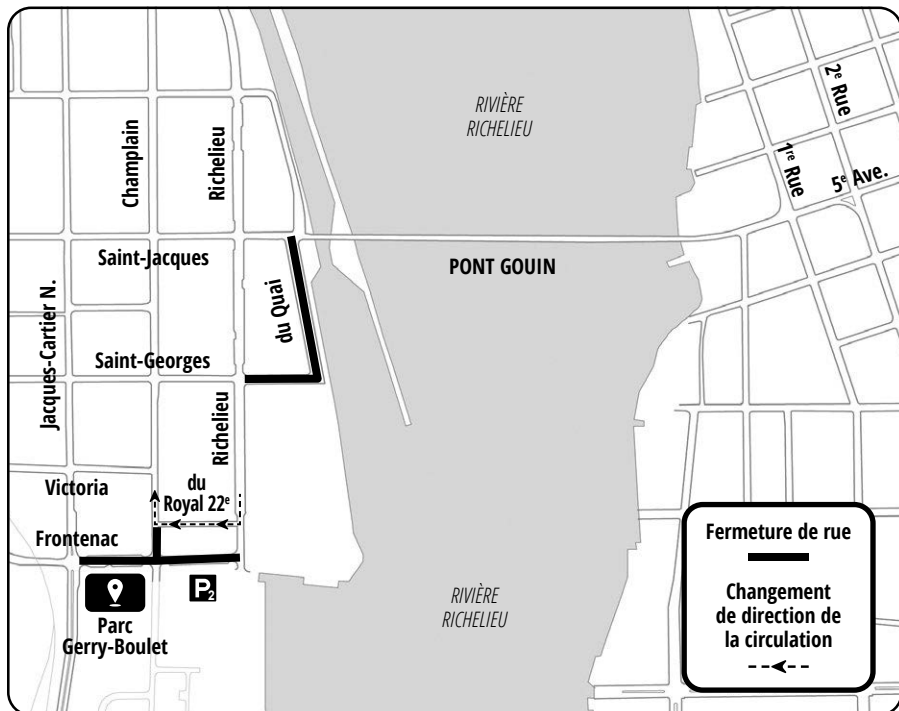 RIVIÈRE
RICHELIEU
2e Rue
1re Rue
5e Ave.
Champlain
Richelieu
Saint-Jacques
PONT GOUIN
du Quai
Jacques-Cartier N.
Saint-Georges
Richelieu
Victoria
du
Royal 22e
Frontenac
P2
Parc
Gerry-Boulet
RIVIÈRE
RICHELIEU
Fermeture de rue
Changement
de direction de
la circulation